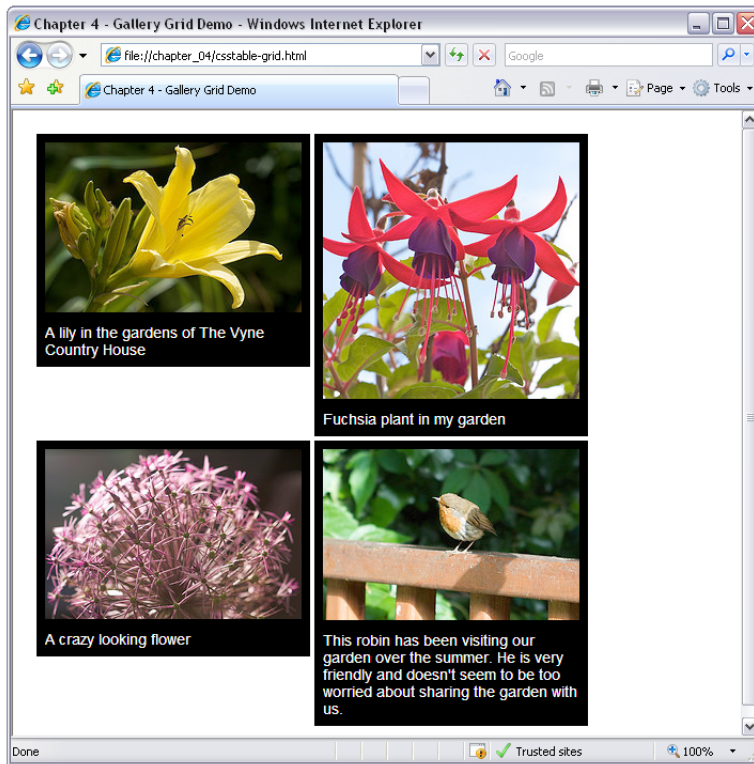 Chapter 4 - Gallery Grid Demo - Windows Internet Explorer
file://chapter_04/csstable-grid.html
Google
Chapter 4 - Gallery Grid Demo
Page
Tools
A lily in the gardens of The Vyne
Country House
Fuchsia plant in my garden
A crazy looking flower
This robin has been visiting our
garden over the summer. He is very
friendly and doesn't seem to be too
worried about sharing the garden with
us.
Done
Trusted sites
100%